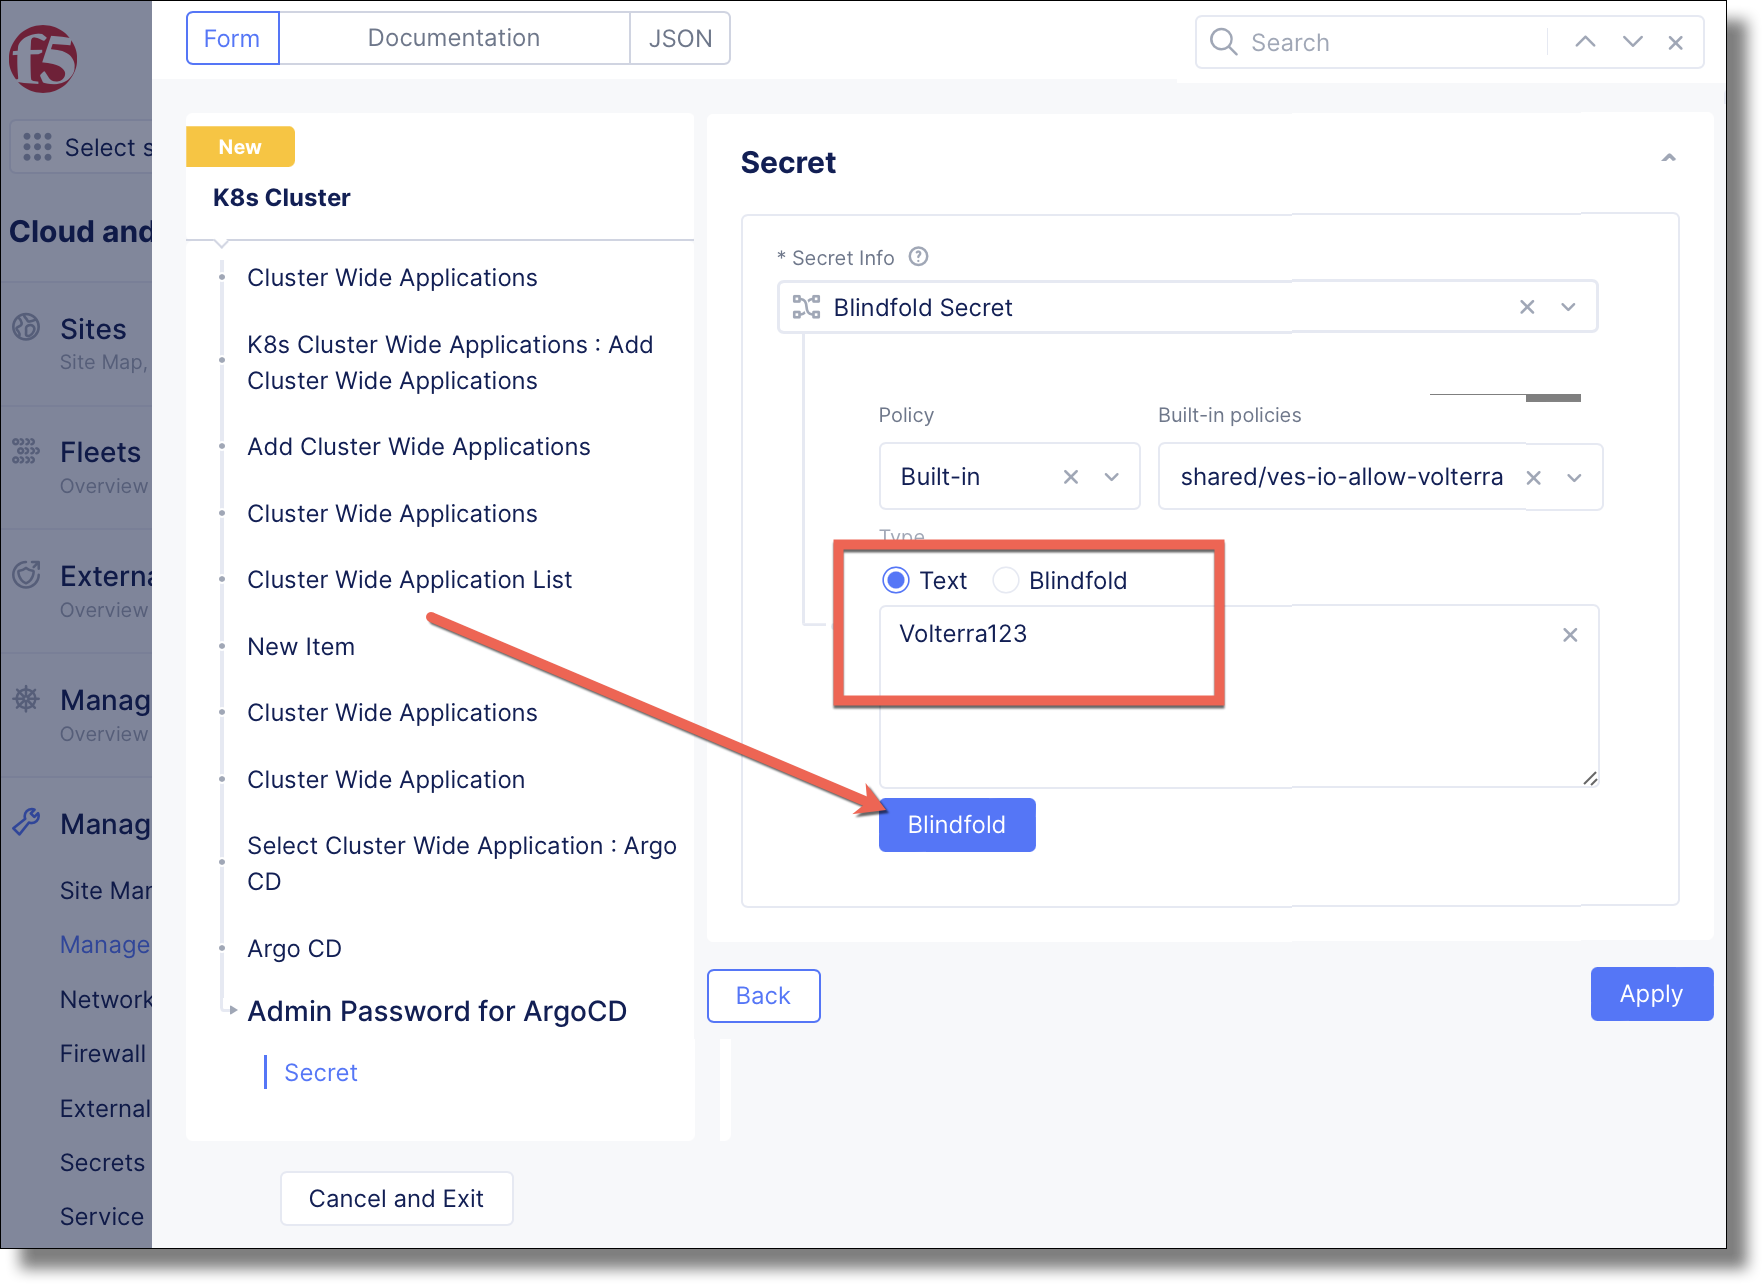 f5
Select s
Cloud and
Sites
Site Map,
Fleets
Overview
Externa
Overview
Manag
Overview
Manag
Site Mar
Manage
Network
Firewall
External
Secrets
Service
Form
Documentation
JSON
Search
New
K8s Cluster
Cluster Wide Applications
K8s Cluster Wide Applications : Add
Cluster Wide Applications
Add Cluster Wide Applications
Cluster Wide Applications
Cluster Wide Application List
New Item
Cluster Wide Applications
Cluster Wide Application
Select Cluster Wide Application : Argo
CD
Argo CD
Admin Password for ArgoCD
Secret
Cancel and Exit
Secret
* Secret Info
Blindfold Secret
Policy
Built-in policies
Built-in
shared/ves-io-allow-volterra
Type
Text
Blindfold
Volterra123
Blindfold
Back
Apply